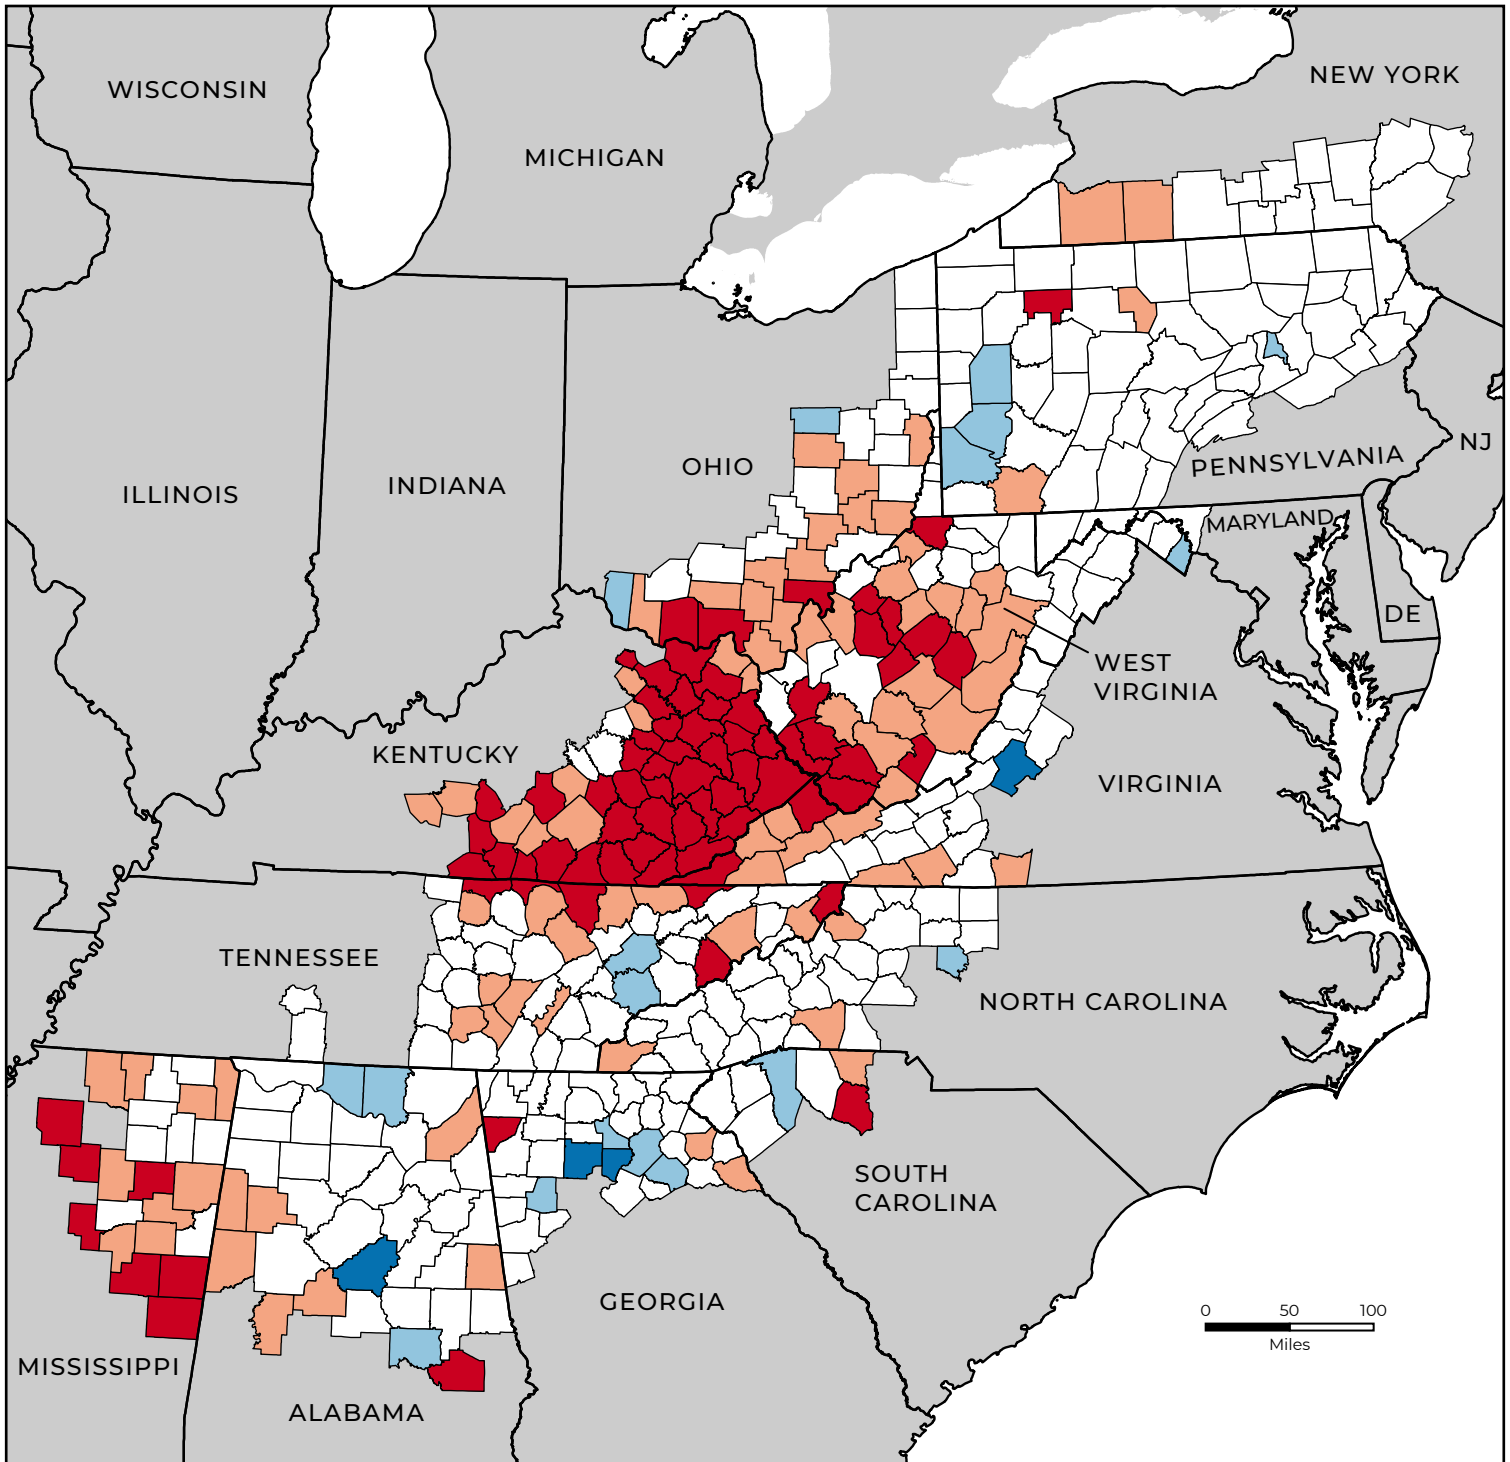 NEW YORK
WISCONSIN
MICHIGAN
NJ
OHIO
PENNSYLVANIA
INDIANA
ILLINOIS
MARYLAND
DE
WEST
VIRGINIA
KENTUCKY
VIRGINIA
TENNESSEE
NORTH CAROLINA
SOUTH
CAROLINA
GEORGIA
0 50 100
Miles
MISSISSIPPI
ALABAMA